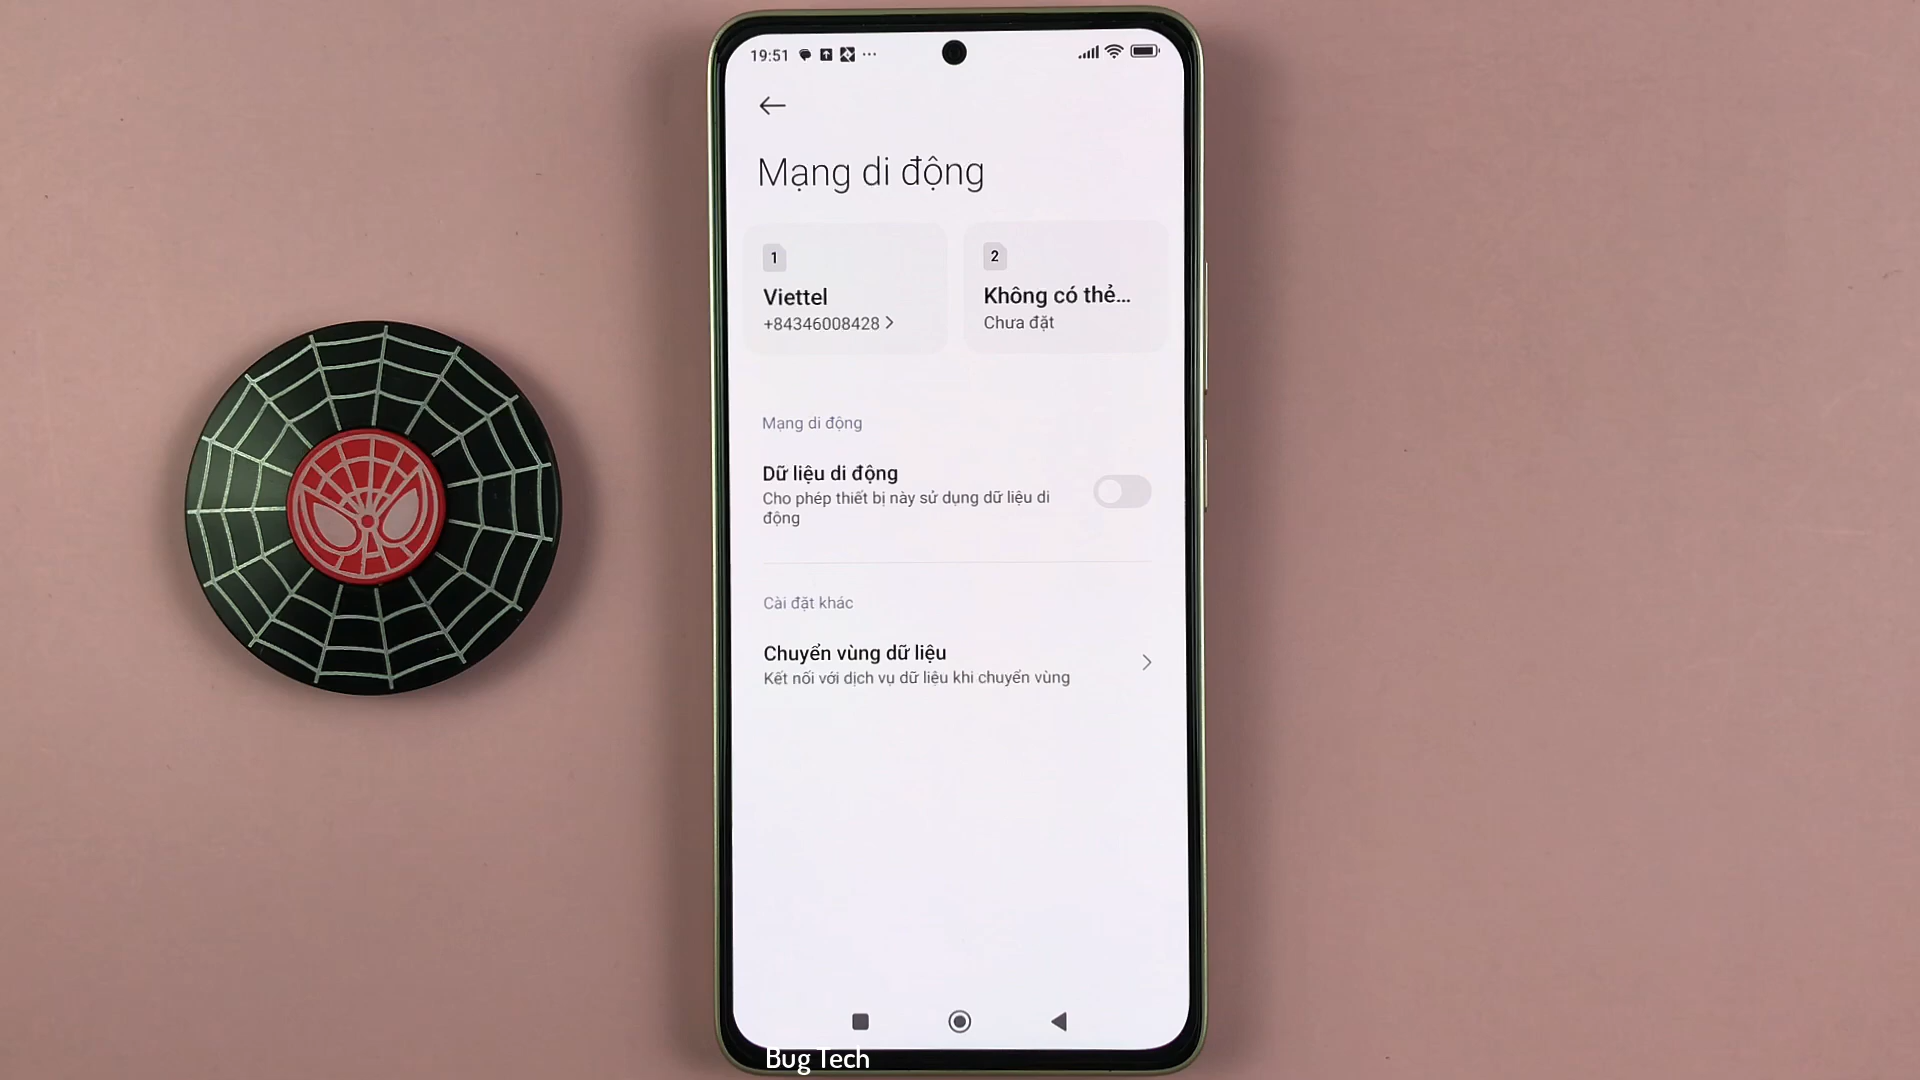 19:51
Mạng di động
1
Viettel
+84346008428
2
Không có thẻ...
Chưa đặt
Mạng di động
Dữ liệu di động
Cho phép thiết bị này sử dụng dữ liệu di
động
Cài đặt khác
Chuyển vùng dữ liệu
Kết nối với dịch vụ dữ liệu khi chuyển vùng
Bug Tech